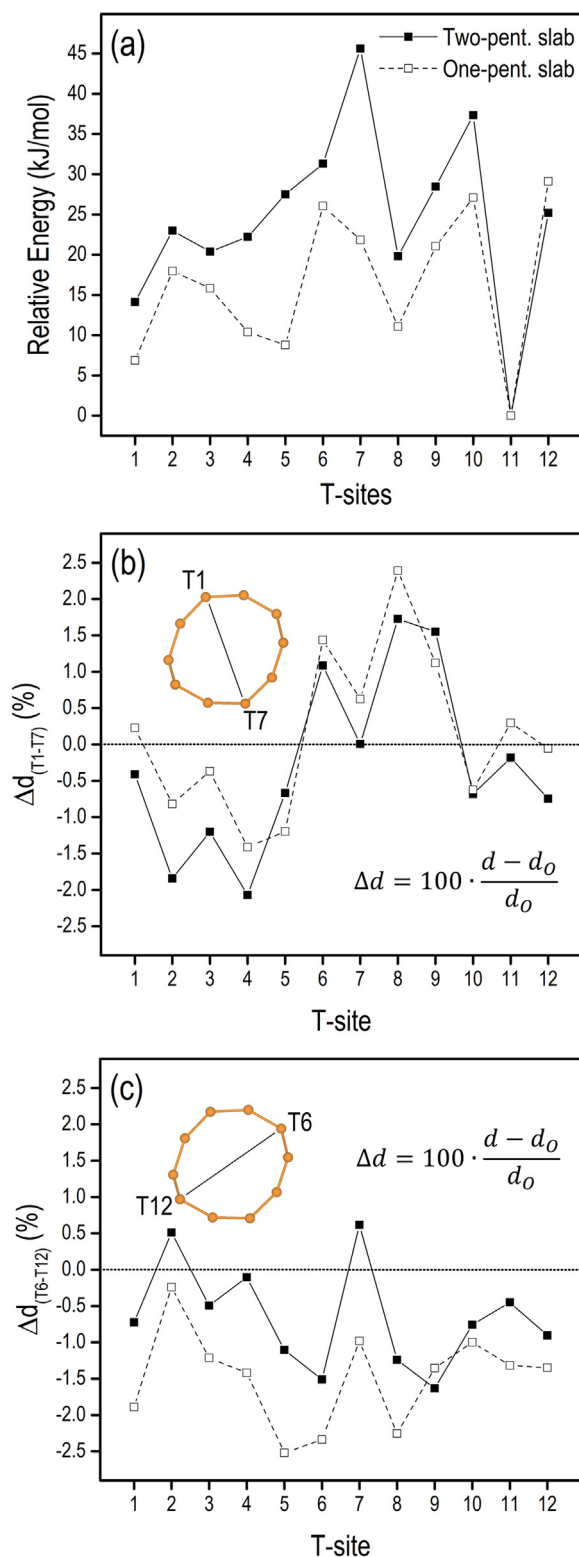 (a)
Two-pent. slab
One-pent. slab
45
40
35
30
25
20
15
10
5
0
Relative Energy (kJ/mol)
1 2 3 4 5 6 7 8 9 10 11 12
T-sites
(b)
T1
T7
2.5
2.0
1.5
1.0
0.5
0.0
-0.5
-1.0
-1.5
-2.0
-2.5
Δd(T1-T7) (%)
Δd = 100 · (d − dO)/dO
1 2 3 4 5 6 7 8 9 10 11 12
T-site
(c)
T6
T12
Δd = 100 · (d − dO)/dO
2.5
2.0
1.5
1.0
0.5
0.0
-0.5
-1.0
-1.5
-2.0
-2.5
Δd(T6-T12) (%)
1 2 3 4 5 6 7 8 9 10 11 12
T-site